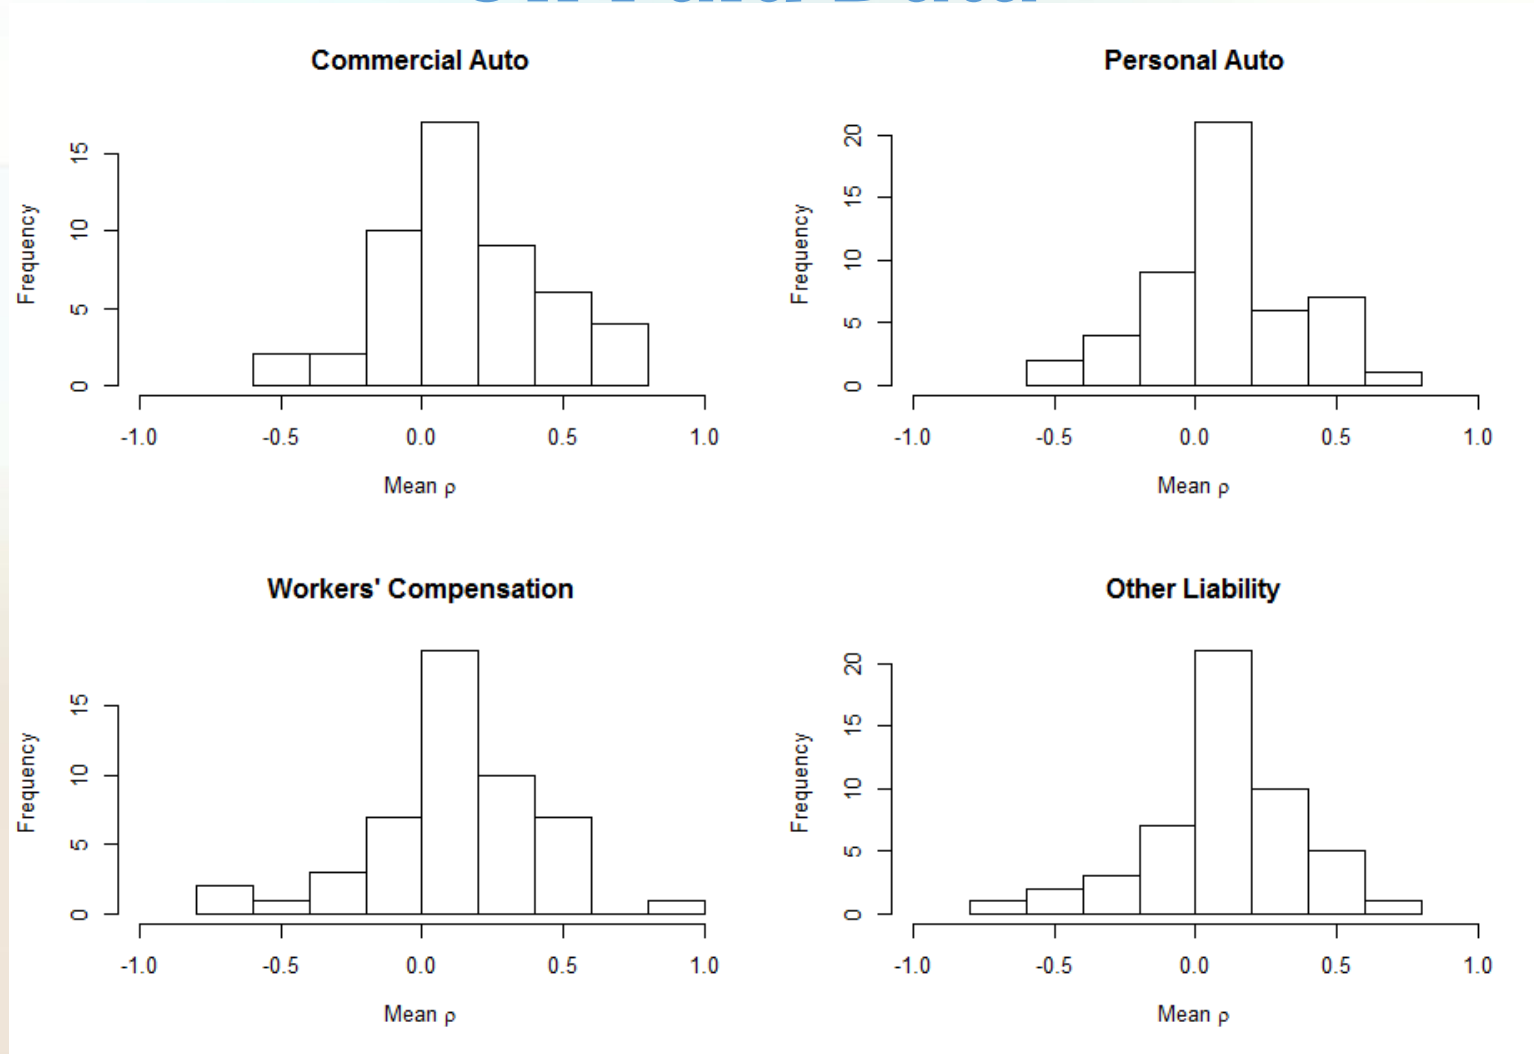 Commercial Auto
Frequency
0 5 10 15
-1.0 -0.5 0.0 0.5 1.0
Mean ρ
Personal Auto
Frequency
0 5 10 15 20
-1.0 -0.5 0.0 0.5 1.0
Mean ρ
Workers' Compensation
Frequency
0 5 10 15
-1.0 -0.5 0.0 0.5 1.0
Mean ρ
Other Liability
Frequency
0 5 10 15 20
-1.0 -0.5 0.0 0.5 1.0
Mean ρ